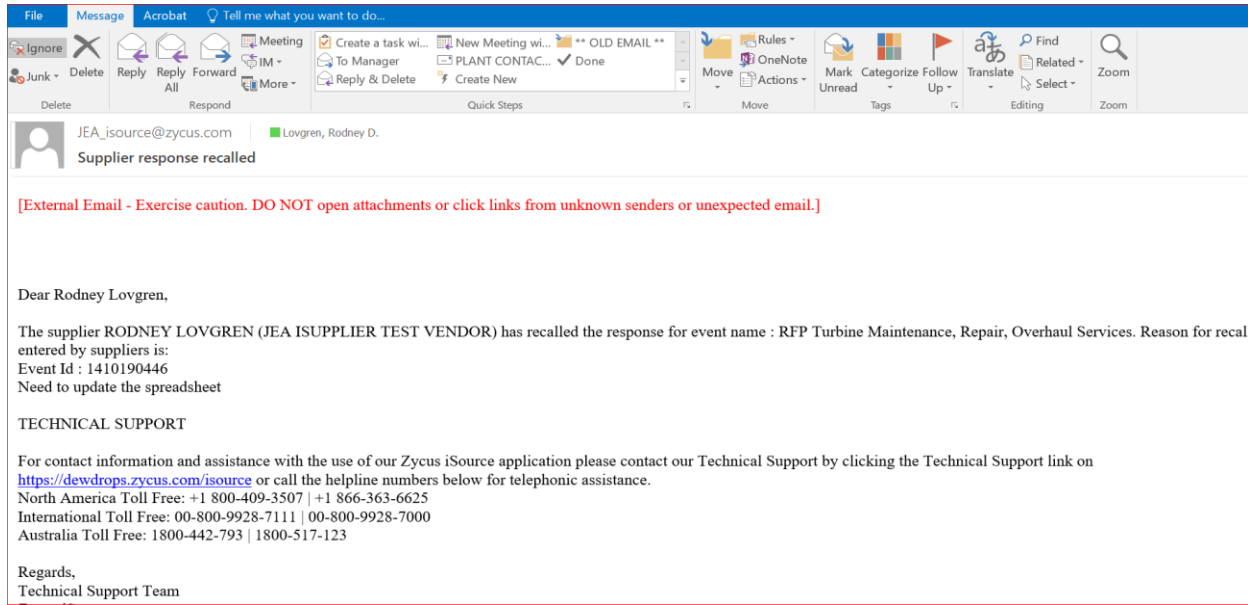 File Message Acrobat Tell me what you want to do...
Ignore
Junk
Delete
Reply
Reply All
Forward
Meeting
IM
More
Create a task wi...
To Manager
Reply & Delete
New Meeting wi...
PLANT CONTAC...
Create New
** OLD EMAIL **
Done
Move
Rules
OneNote
Actions
Mark Unread
Categorize
Follow Up
Translate
Find
Related
Select
Zoom
Delete Respond Quick Steps Move Tags Editing Zoom
JEA_isource@zycus.com Lovgren, Rodney D.
Supplier response recalled
[External Email - Exercise caution. DO NOT open attachments or click links from unknown senders or unexpected email.]
Dear Rodney Lovgren,
The supplier RODNEY LOVGREN (JEA ISUPPLIER TEST VENDOR) has recalled the response for event name : RFP Turbine Maintenance, Repair, Overhaul Services. Reason for recal
entered by suppliers is:
Event Id : 1410190446
Need to update the spreadsheet
TECHNICAL SUPPORT
For contact information and assistance with the use of our Zycus iSource application please contact our Technical Support by clicking the Technical Support link on
https://dewdrops.zycus.com/isource or call the helpline numbers below for telephonic assistance.
North America Toll Free: +1 800-409-3507 | +1 866-363-6625
International Toll Free: 00-800-9928-7111 | 00-800-9928-7000
Australia Toll Free: 1800-442-793 | 1800-517-123
Regards,
Technical Support Team